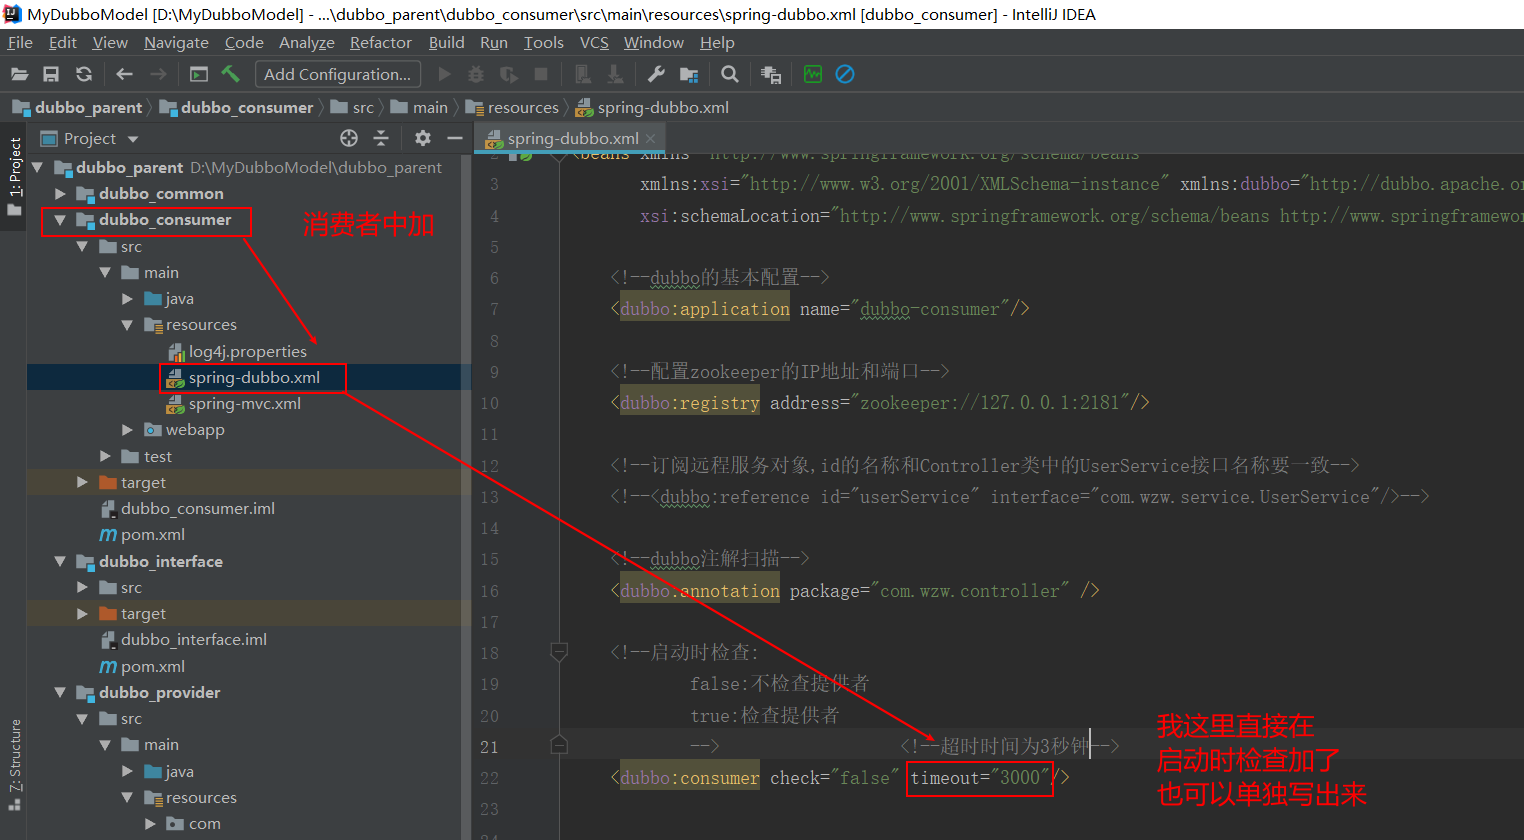 MyDubboModel [D:\MyDubboModel] - ...\dubbo_parent\dubbo_consumer\src\main\resources\spring-dubbo.xml [dubbo_consumer] - IntelliJ IDEA
File Edit View Navigate Code Analyze Refactor Build Run Tools VCS Window Help
Add Configuration...
dubbo_parent dubbo_consumer src main resources spring-dubbo.xml
1: Project
Z: Structure
Project
dubbo_parent D:\MyDubboModel\dubbo_parent
dubbo_common
dubbo_consumer
消费者中加
src
main
java
resources
log4j.properties
spring-dubbo.xml
spring-mvc.xml
webapp
test
target
dubbo_consumer.iml
pom.xml
dubbo_interface
src
target
dubbo_interface.iml
pom.xml
dubbo_provider
src
main
java
resources
com
spring-dubbo.xml
2 <beans xmlns="http://www.springframework.org/schema/beans"
3 xmlns:xsi="http://www.w3.org/2001/XMLSchema-instance" xmlns:dubbo="http://dubbo.apache.or
4 xsi:schemaLocation="http://www.springframework.org/schema/beans http://www.springframewor
5
6 <!--dubbo的基本配置-->
7 <dubbo:application name="dubbo-consumer"/>
8
9 <!--配置zookeeper的IP地址和端口-->
10 <dubbo:registry address="zookeeper://127.0.0.1:2181"/>
11
12 <!--订阅远程服务对象,id的名称和Controller类中的UserService接口名称要一致-->
13 <!--<dubbo:reference id="userService" interface="com.wzw.service.UserService"/>-->
14
15 <!--dubbo注解扫描-->
16 <dubbo:annotation package="com.wzw.controller" />
17
18 <!--启动时检查:
19 false:不检查提供者
20 true:检查提供者
21 --> <!--超时时间为3秒钟-->
22 <dubbo:consumer check="false" timeout="3000"/>
23
24
我这里直接在
启动时检查加了
也可以单独写出来